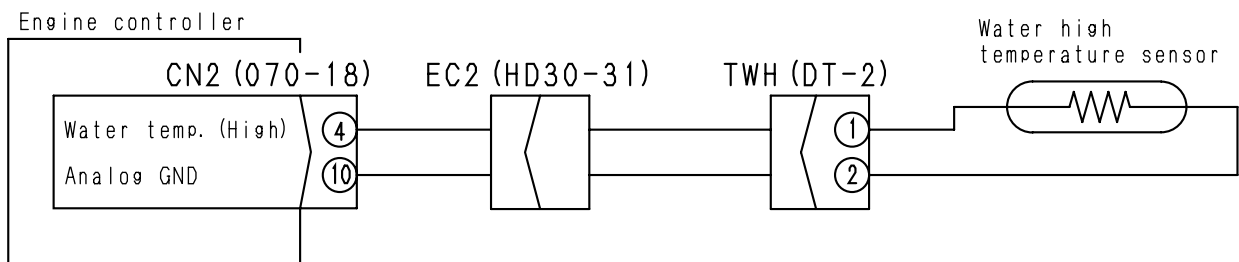 Engine controller
Water high
temperature sensor
CN2 (070-18)
EC2 (HD30-31)
TWH (DT-2)
Water temp. (High)
4
1
Analog GND
10
2